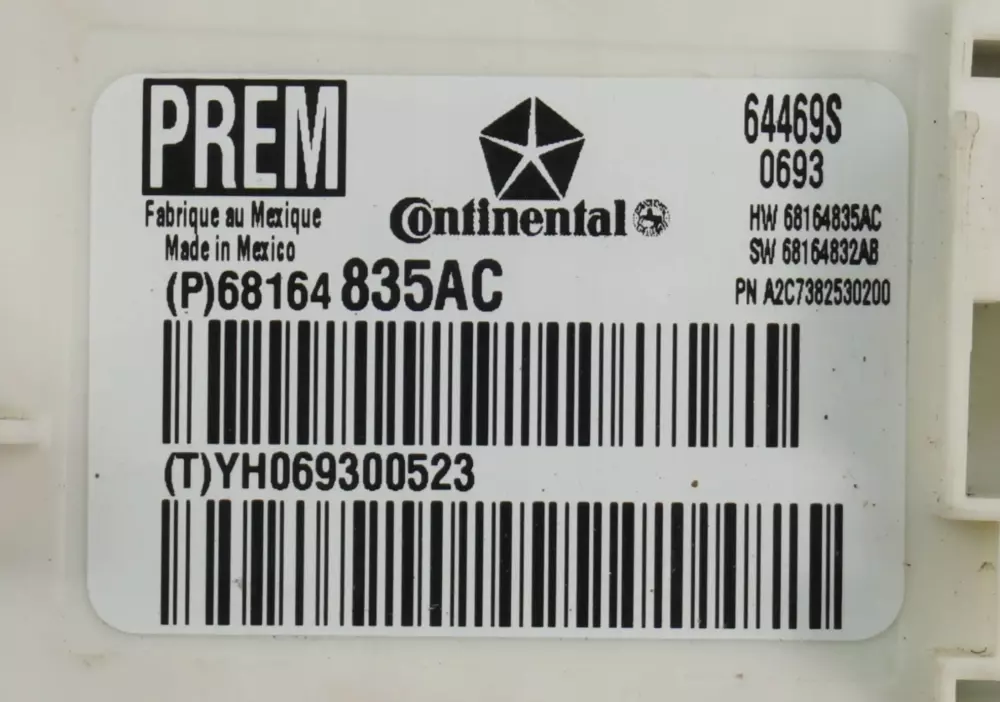 PREM
Fabrique au Mexique
Made in Mexico
Continental
64469S
0693
HW 68164835AC
SW 68164832AB
PN A2C7382530200
(P)68164 835AC
(T)YH069300523